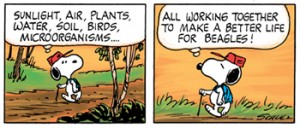 SUNLIGHT, AIR, PLANTS,
WATER, SOIL, BIRDS,
MICROORGANISMS....
ALL WORKING TOGETHER
TO MAKE A BETTER LIFE
FOR BEAGLES!